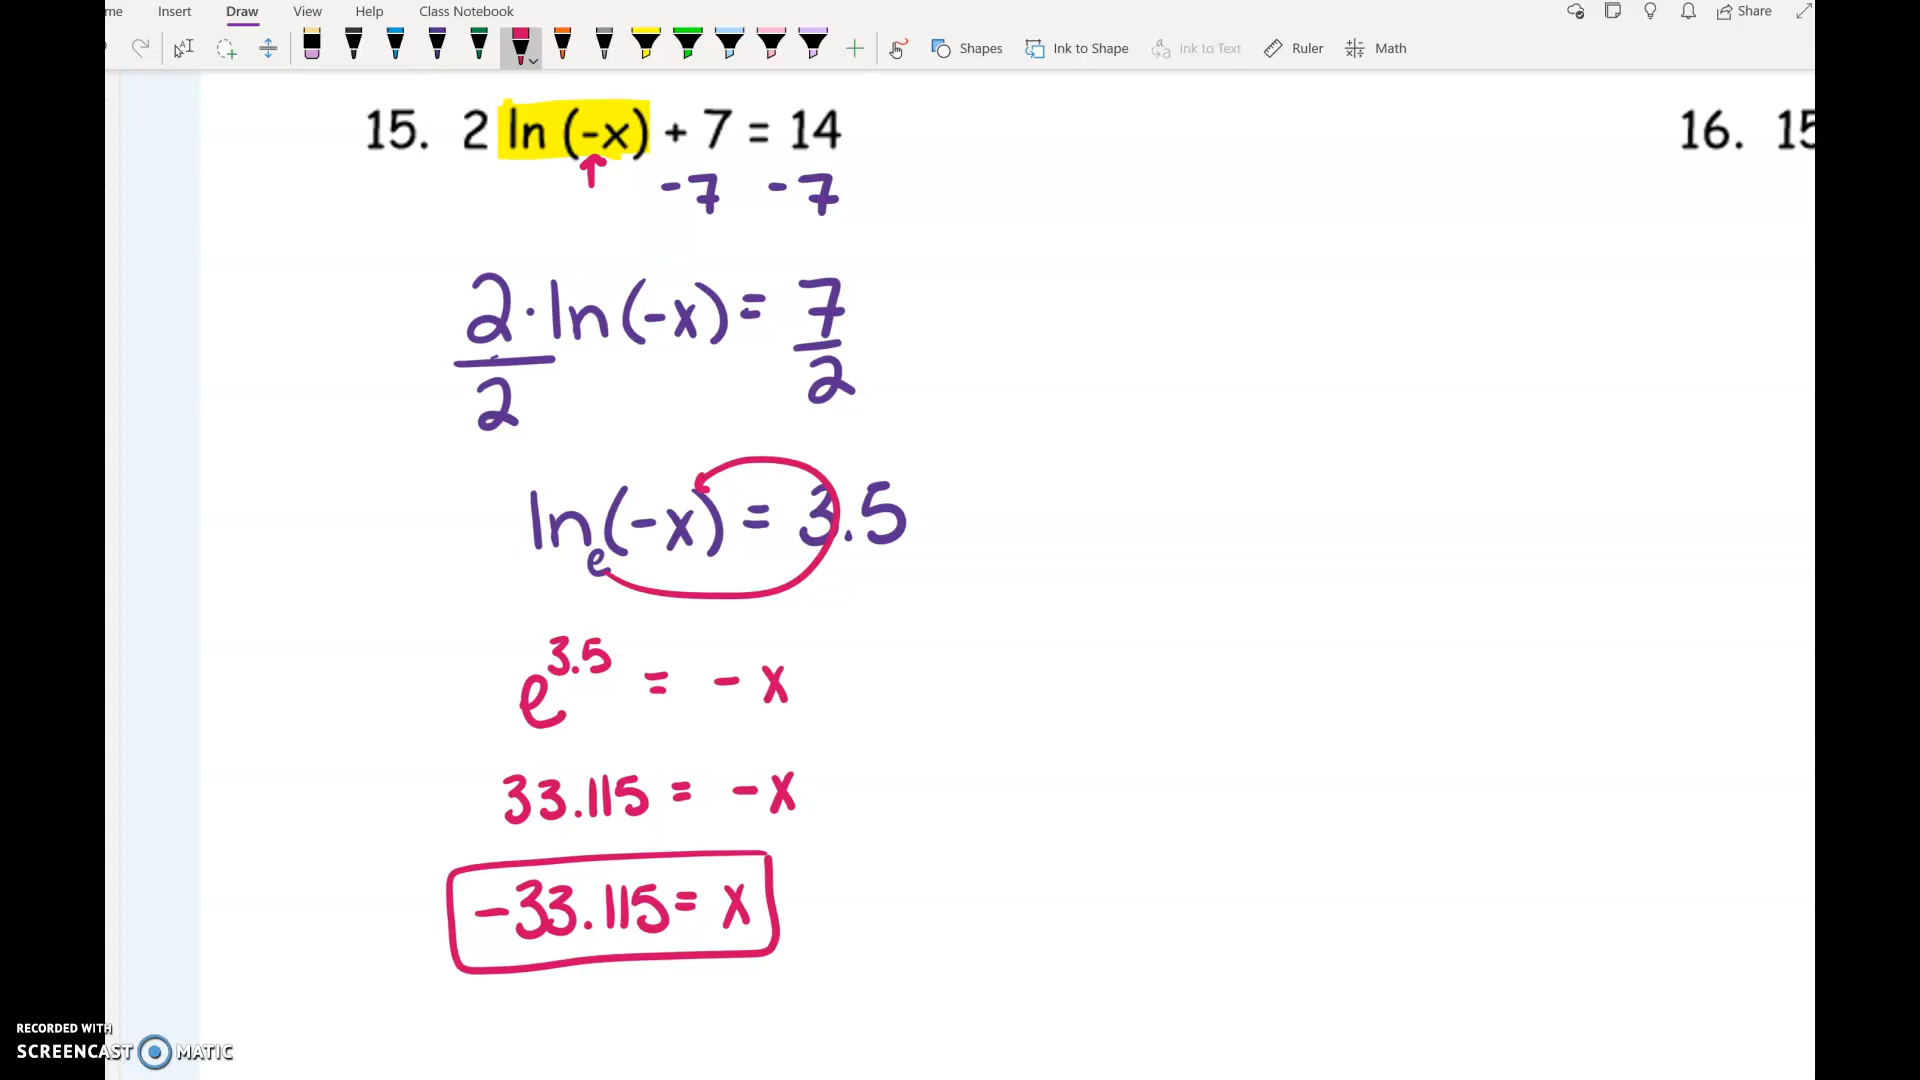 me Insert Draw View Help Class Notebook Share
Shapes Ink to Shape Ink to Text Ruler Math
15. 2 ln (-x) + 7 = 14
16. 15
-7 -7
2·ln(-x) = 7
2 2
ln e (-x) = 3.5
e^3.5 = -x
33.115 = -x
-33.115 = x
RECORDED WITH
SCREENCAST MATIC